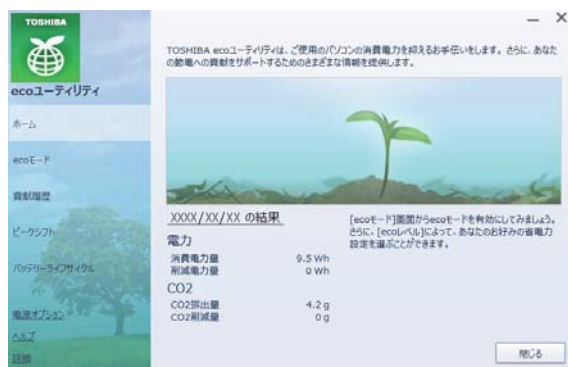 TOSHIBA
ecoユーティリティ
ホーム
ecoモード
貢献履歴
ピークシフト
バッテリーライフサイクル
電源オプション
ヘルプ
詳細
TOSHIBA ecoユーティリティは、ご使用のパソコンの消費電力を抑えるお手伝いをします。さらに、あなた
の節電への貢献をサポートするためのさまざまな情報を提供します。
XXXX/XX/XX の結果
電力
消費電力量 9.5 Wh
削減電力量 0 Wh
CO2
CO2排出量 4.2 g
CO2削減量 0 g
[ecoモード]画面からecoモードを有効にしてみましょう。
さらに、[ecoレベル]によって、あなたのお好みの省電力
設定を選ぶことができます。
閉じる